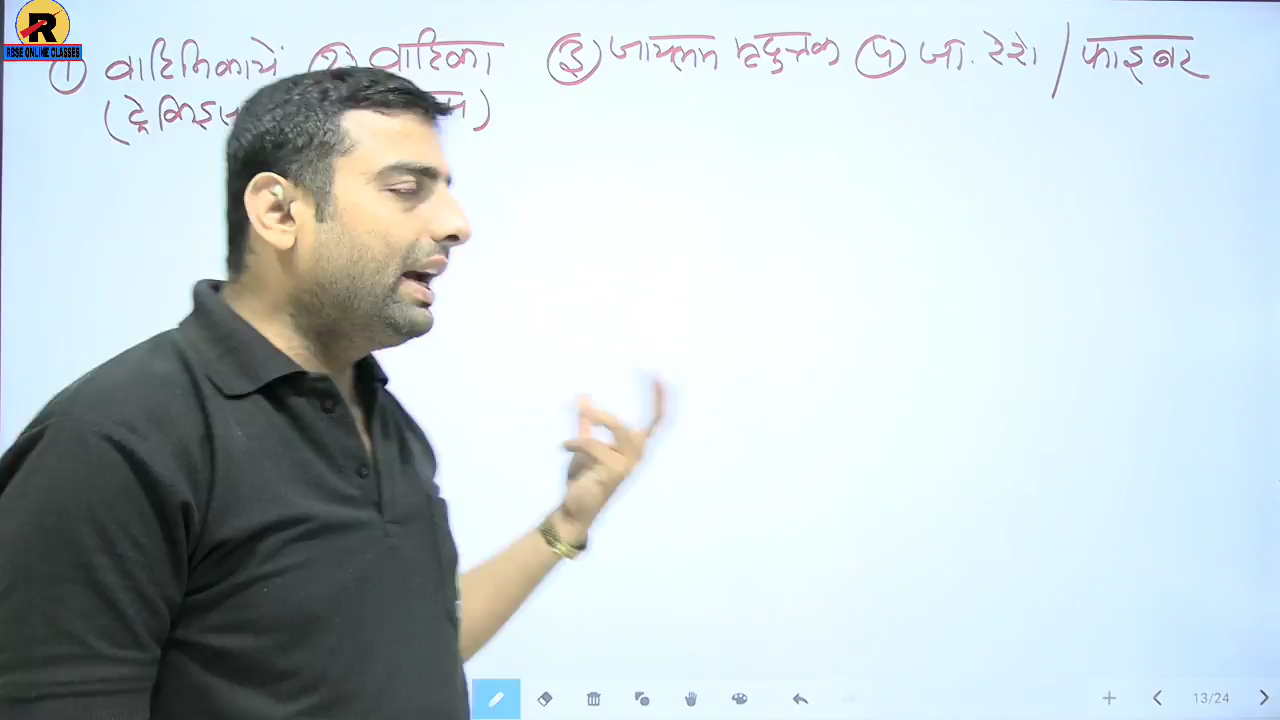 R
RBSE ONLINE CLASSES
① वाहिनिकायें ② वाहिका ③ जायलम मृदुतक ④ जा. रेशे / फाइबर
(ट्रेकिड्स
13/24